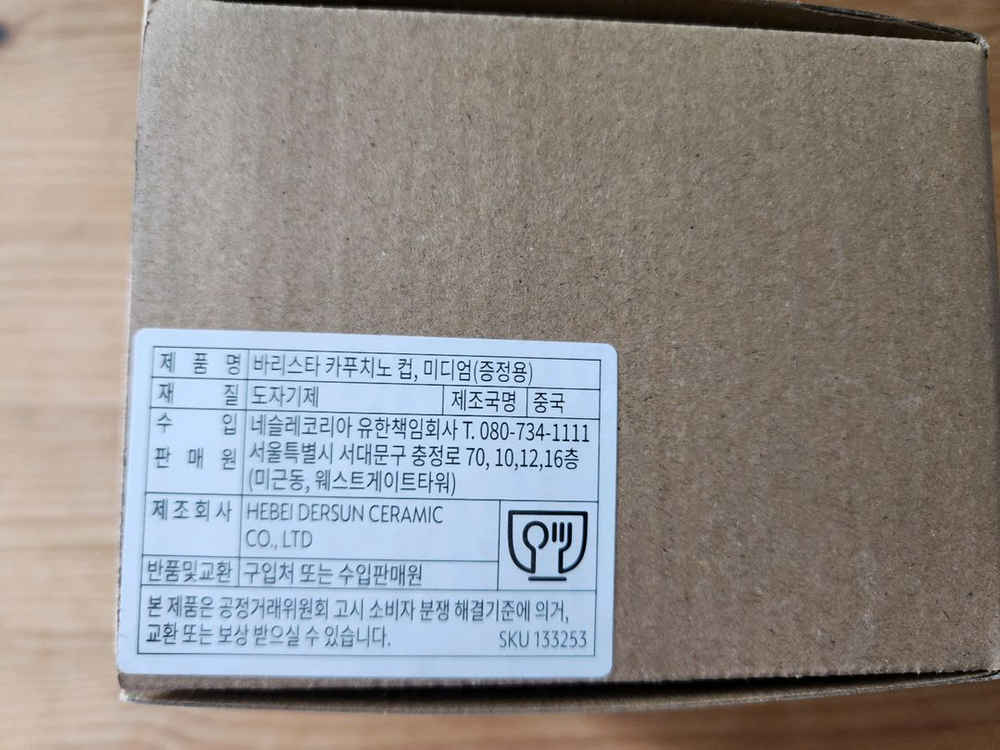 제품명 바리스타 카푸치노 컵, 미디엄(증정용)
재질 도자기제 제조국명 중국
수입 네슬레코리아 유한책임회사 T. 080-734-1111
판매원 서울특별시 서대문구 충정로 70, 10,12,16층
(미근동, 웨스트게이트타워)
제조회사 HEBEI DERSUN CERAMIC
CO., LTD
반품및교환 구입처 또는 수입판매원
본 제품은 공정거래위원회 고시 소비자 분쟁 해결기준에 의거,
교환 또는 보상 받으실 수 있습니다. SKU 133253